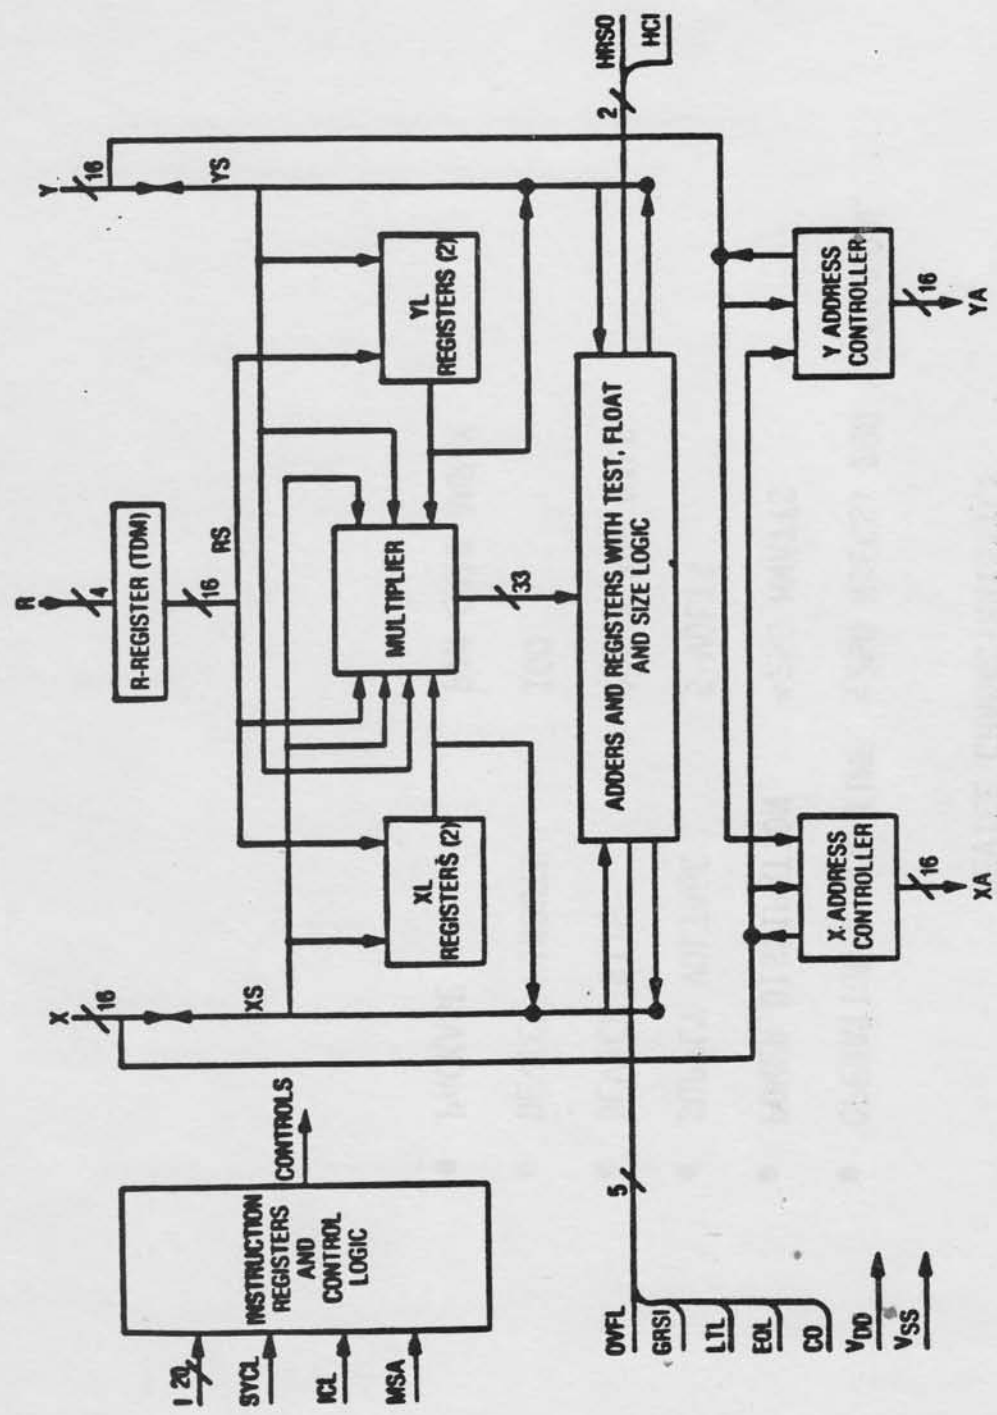 R
4
R-REGISTER (TDM)
16
RS
X
16
XS
Y
16
YS
XL
REGISTERS (2)
YL
REGISTERS (2)
MULTIPLIER
33
ADDERS AND REGISTERS WITH TEST, FLOAT
AND SIZE LOGIC
2
HRSO
HCI
X ADDRESS
CONTROLLER
16
XA
Y ADDRESS
CONTROLLER
16
YA
INSTRUCTION
REGISTERS
AND
CONTROL
LOGIC
CONTROLS
I 20
SYCL
ICL
MSA
5
OVFL
GRSI
LTL
EQL
CO
VDD
VSS